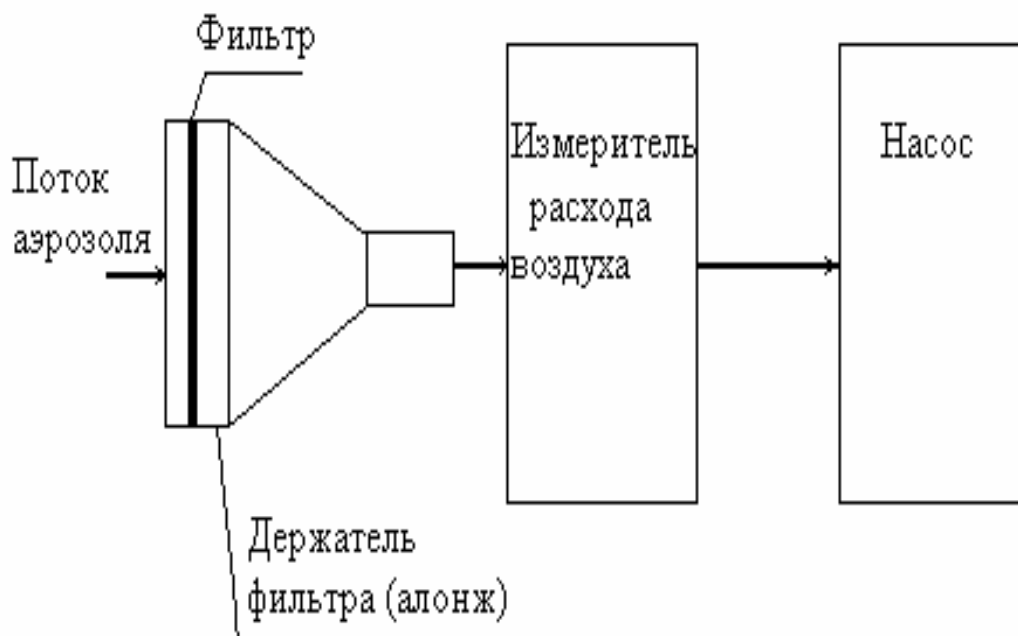 Фильтр
Поток
аэрозоля
Измеритель
расхода
воздуха
Насос
Держатель
фильтра (алонж)